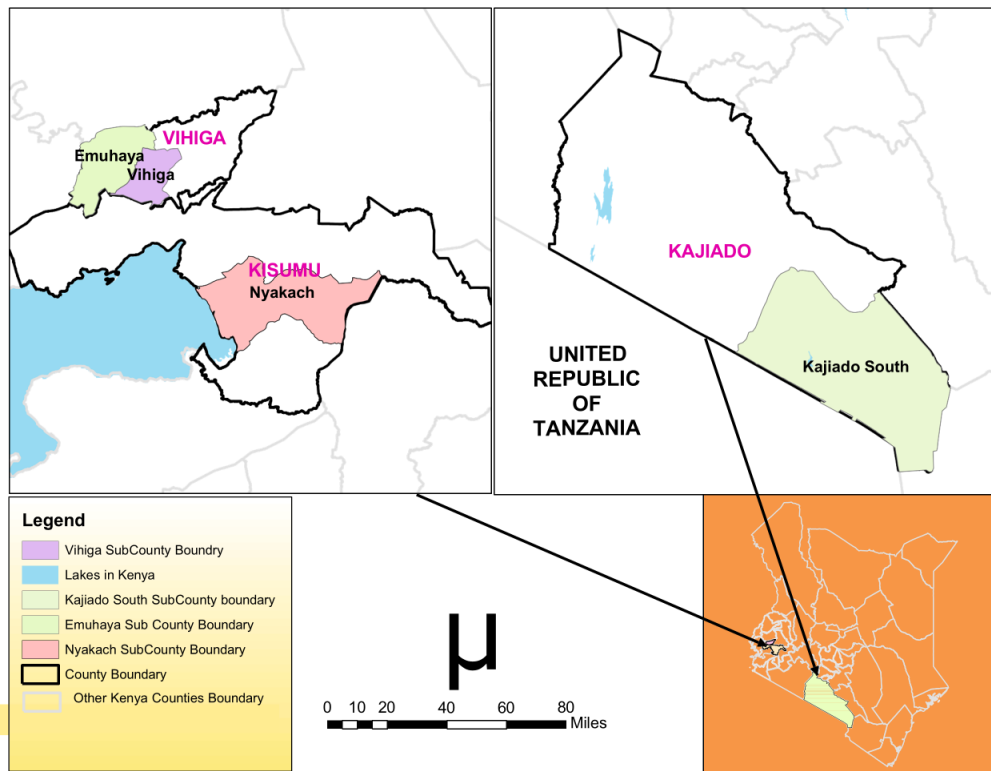 VIHIGA
Emuhaya
Vihiga
KISUMU
Nyakach
KAJIADO
UNITED
REPUBLIC
OF
TANZANIA
Kajiado South
Legend
Vihiga SubCounty Boundry
Lakes in Kenya
Kajiado South SubCounty boundary
Emuhaya Sub County Boundary
Nyakach SubCounty Boundary
County Boundary
Other Kenya Counties Boundary
µ
0 10 20 40 60 80
Miles